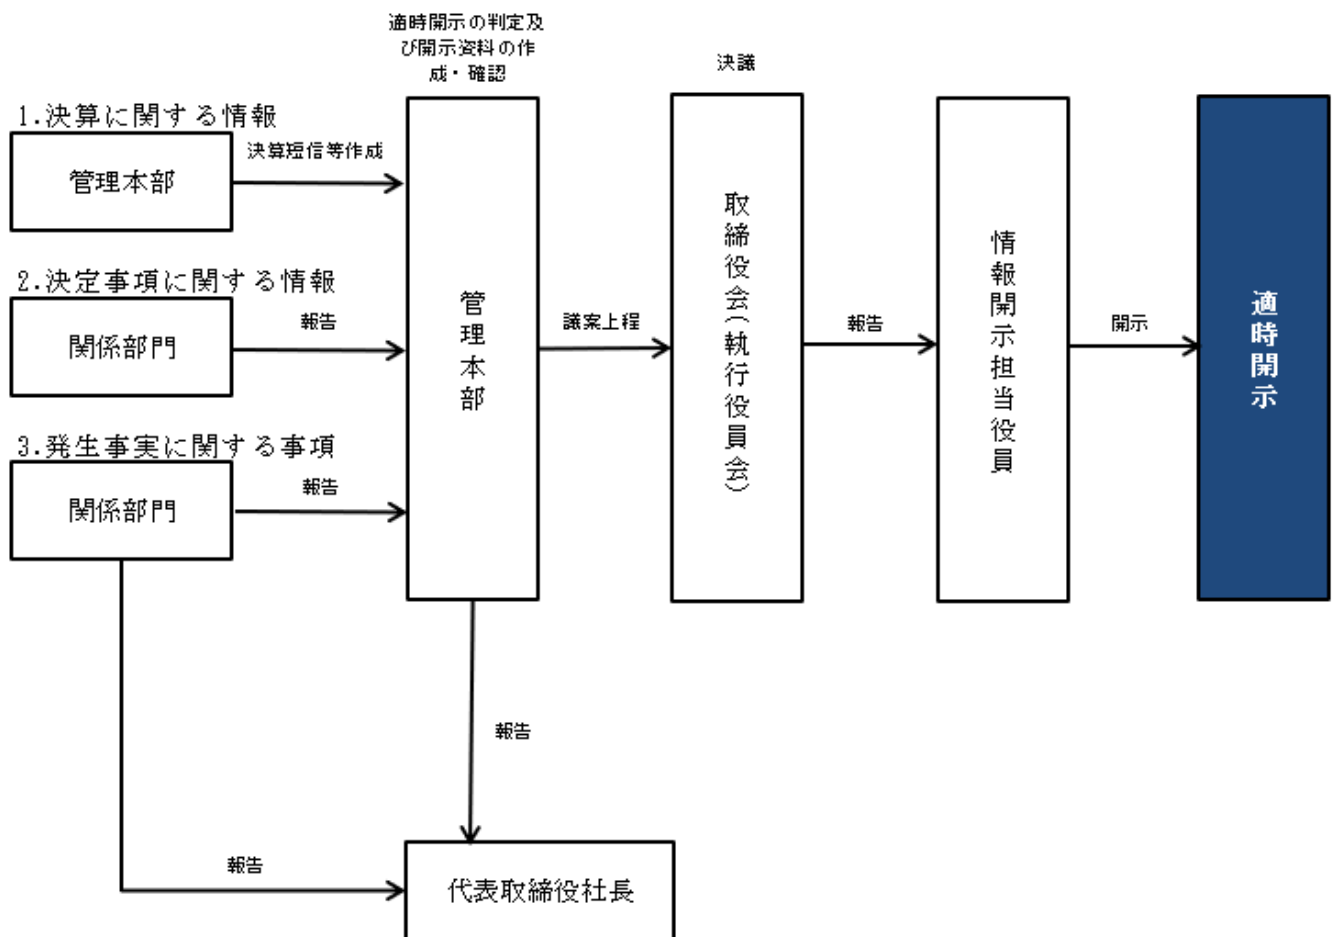 適時開示の判定及
び開示資料の作
成・確認
決議
1.決算に関する情報
管理本部
決算短信等作成
2.決定事項に関する情報
関係部門
報告
3.発生事実に関する事項
関係部門
報告
管理本部
議案上程
取締役会(執行役員会)
報告
情報開示担当役員
開示
適時開示
報告
報告
代表取締役社長